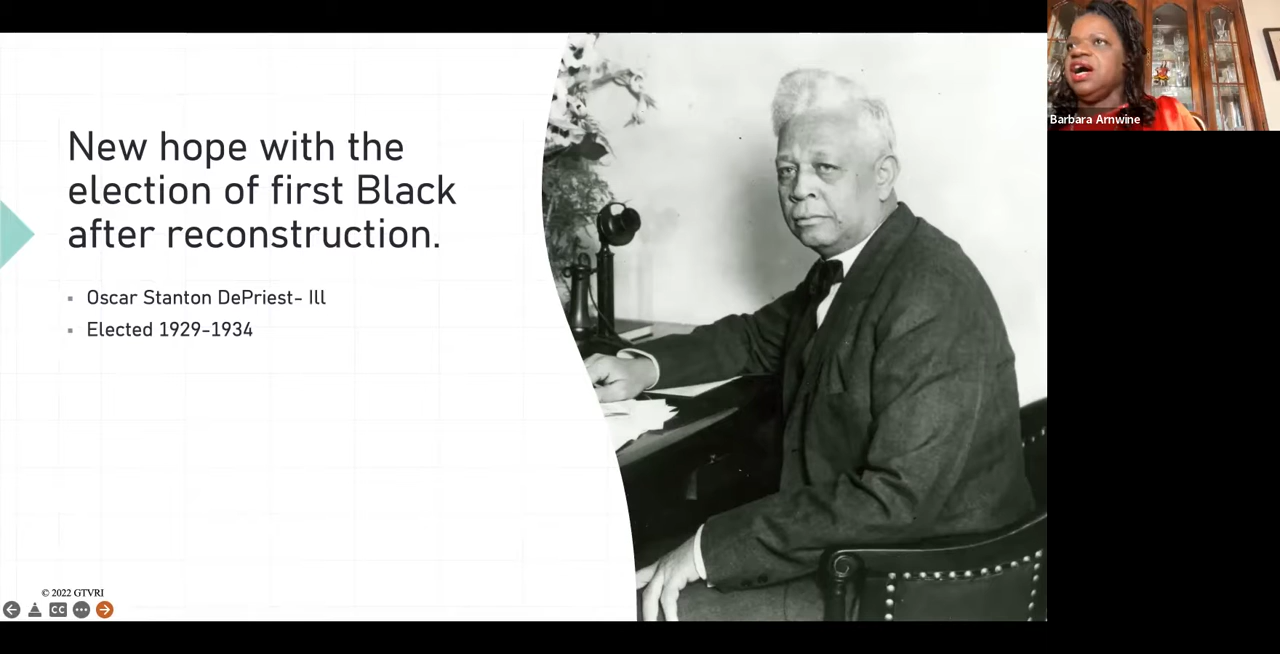 New hope with the
election of first Black
after reconstruction.
▪ Oscar Stanton DePriest- Ill
▪ Elected 1929-1934
© 2022 GTVRI
CC
Barbara Arnwine